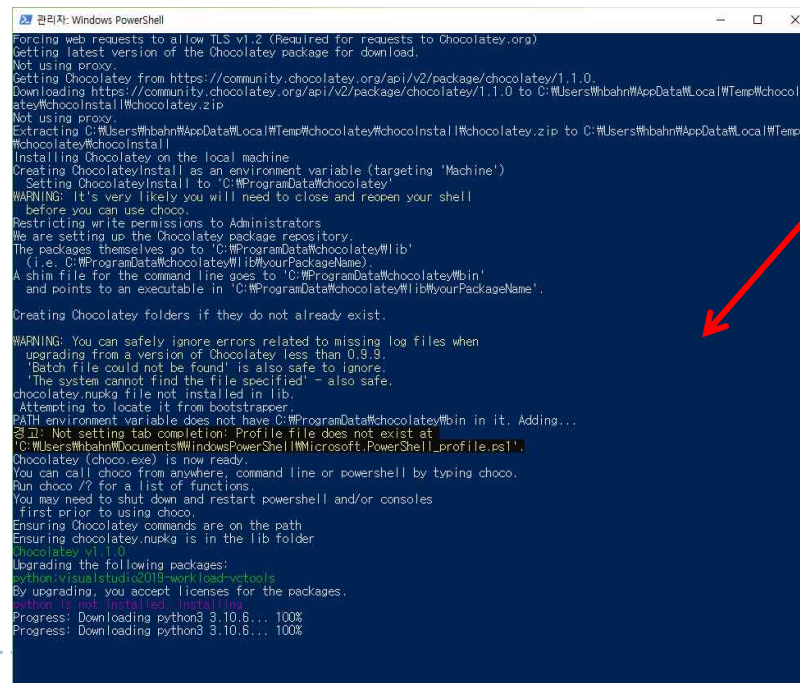 관리자: Windows PowerShell
Forcing web requests to allow TLS v1.2 (Required for requests to Chocolatey.org)
Getting latest version of the Chocolatey package for download.
Not using proxy.
Getting Chocolatey from https://community.chocolatey.org/api/v2/package/chocolatey/1.1.0.
Downloading https://community.chocolatey.org/api/v2/package/chocolatey/1.1.0 to C:₩Users₩hbahn₩AppData₩Local₩Temp₩chocol
atey₩chocoInstall₩chocolatey.zip
Not using proxy.
Extracting C:₩Users₩hbahn₩AppData₩Local₩Temp₩chocolatey₩chocoInstall₩chocolatey.zip to C:₩Users₩hbahn₩AppData₩Local₩Temp
₩chocolatey₩chocoInstall
Installing Chocolatey on the local machine
Creating ChocolateyInstall as an environment variable (targeting 'Machine')
  Setting ChocolateyInstall to 'C:₩ProgramData₩chocolatey'
WARNING: It's very likely you will need to close and reopen your shell
  before you can use choco.
Restricting write permissions to Administrators
We are setting up the Chocolatey package repository.
The packages themselves go to 'C:₩ProgramData₩chocolatey₩lib'
  (i.e. C:₩ProgramData₩chocolatey₩lib₩yourPackageName).
A shim file for the command line goes to 'C:₩ProgramData₩chocolatey₩bin'
  and points to an executable in 'C:₩ProgramData₩chocolatey₩lib₩yourPackageName'.
Creating Chocolatey folders if they do not already exist.
WARNING: You can safely ignore errors related to missing log files when
  upgrading from a version of Chocolatey less than 0.9.9.
  'Batch file could not be found' is also safe to ignore.
  'The system cannot find the file specified' - also safe.
chocolatey.nupkg file not installed in lib.
 Attempting to locate it from bootstrapper.
PATH environment variable does not have C:₩ProgramData₩chocolatey₩bin in it. Adding...
경고: Not setting tab completion: Profile file does not exist at
'C:₩Users₩hbahn₩Documents₩WindowsPowerShell₩Microsoft.PowerShell_profile.ps1'.
Chocolatey (choco.exe) is now ready.
You can call choco from anywhere, command line or powershell by typing choco.
Run choco /? for a list of functions.
You may need to shut down and restart powershell and/or consoles
 first prior to using choco.
Ensuring Chocolatey commands are on the path
Ensuring chocolatey.nupkg is in the lib folder
Chocolatey v1.1.0
Upgrading the following packages:
python;visualstudio2019-workload-vctools
By upgrading, you accept licenses for the packages.
python is not installed. Installing
Progress: Downloading python3 3.10.6... 100%
Progress: Downloading python3 3.10.6... 100%